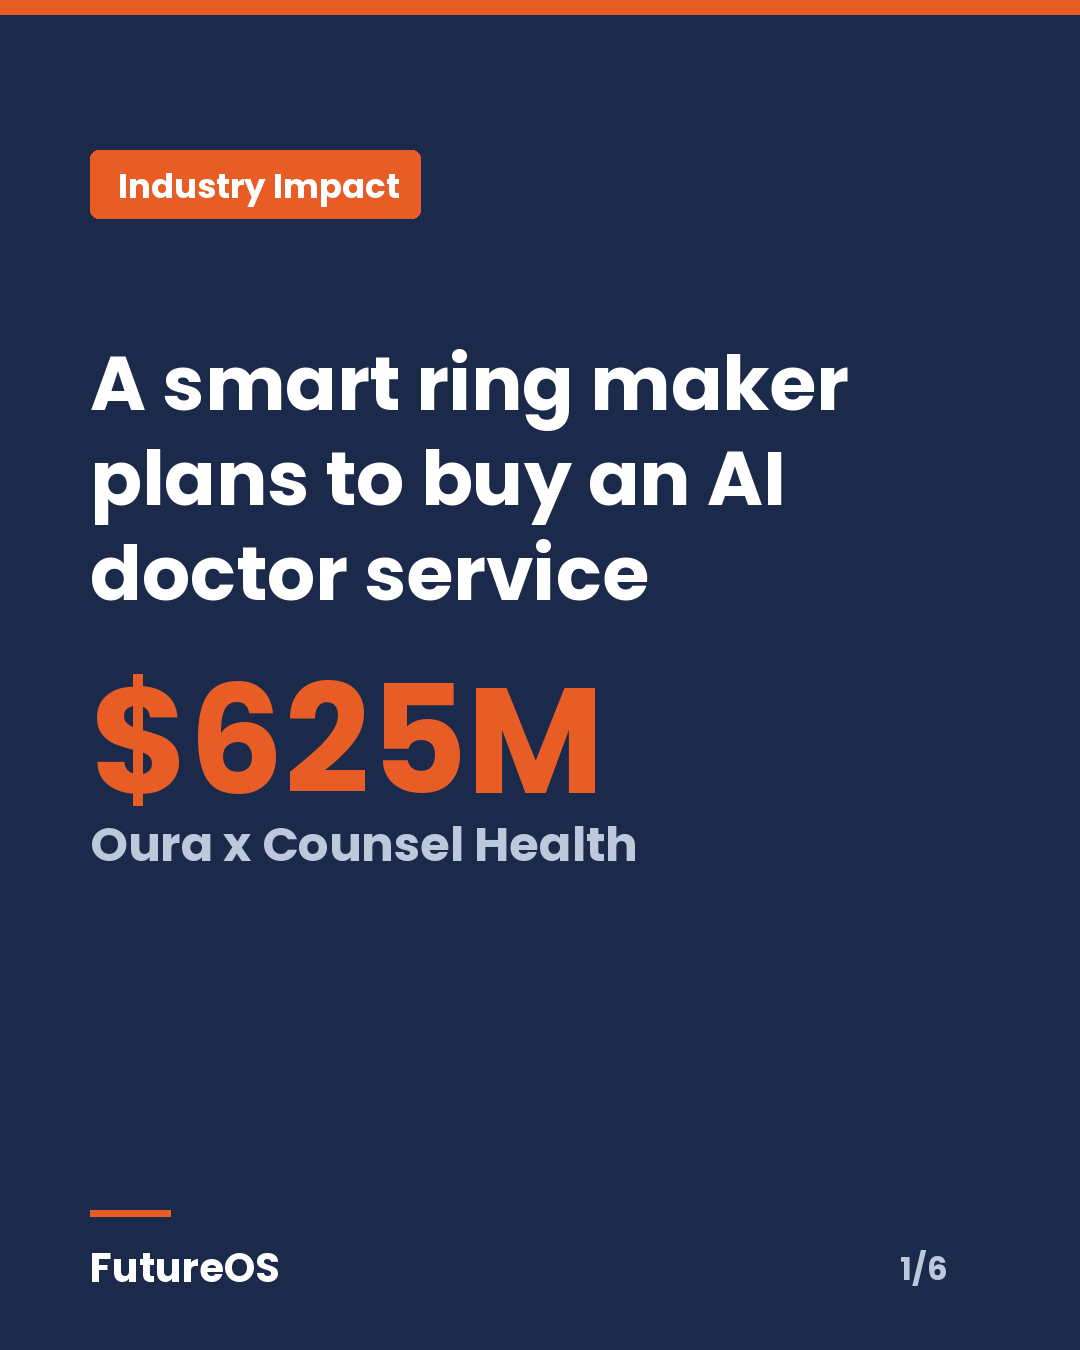 Industry Impact
A smart ring maker
plans to buy an AI
doctor service
$625M
Oura x Counsel Health
FutureOS
1/6